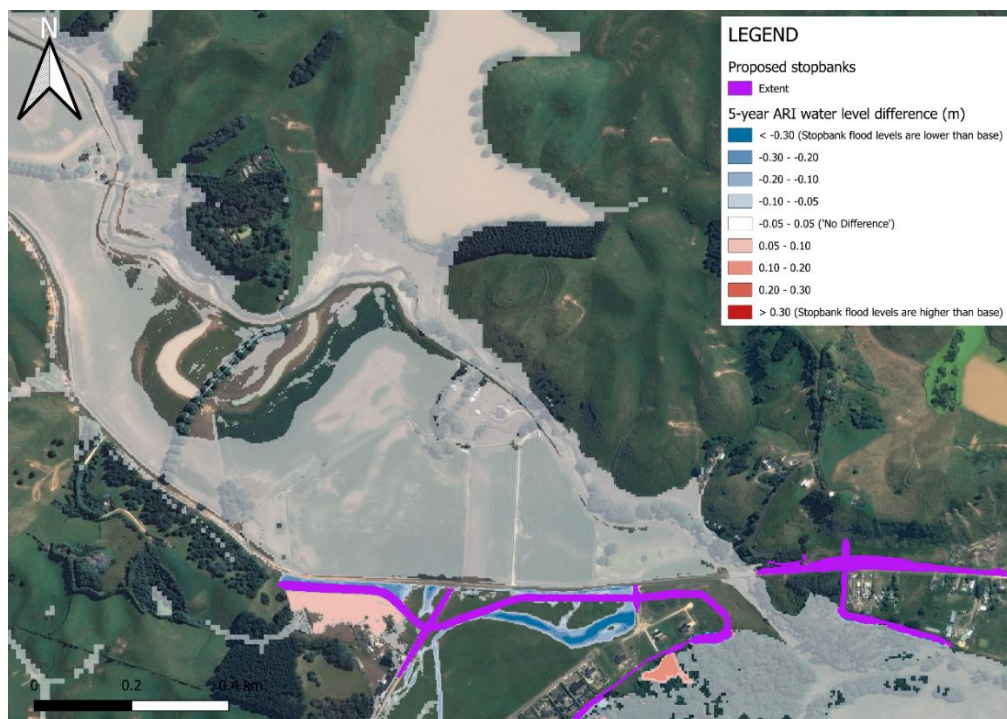 N
LEGEND
Proposed stopbanks
Extent
5-year ARI water level difference (m)
< -0.30 (Stopbank flood levels are lower than base)
-0.30 - -0.20
-0.20 - -0.10
-0.10 - -0.05
-0.05 - 0.05 ('No Difference')
0.05 - 0.10
0.10 - 0.20
0.20 - 0.30
> 0.30 (Stopbank flood levels are higher than base)
0 0.2 0.4 km